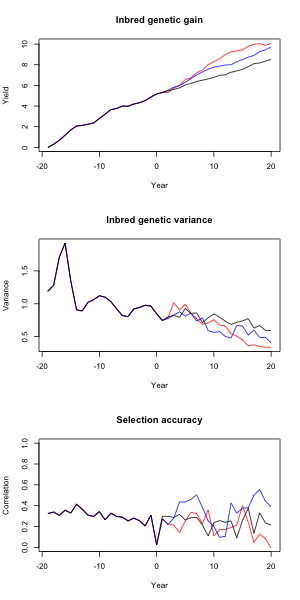 Inbred genetic gain
10
8
6
4
2
0
Yield
-20 -10 0 10 20
Year
Inbred genetic variance
1.5
1.0
0.5
Variance
-20 -10 0 10 20
Year
Selection accuracy
1.0
0.8
0.6
0.4
0.2
0.0
Correlation
-20 -10 0 10 20
Year